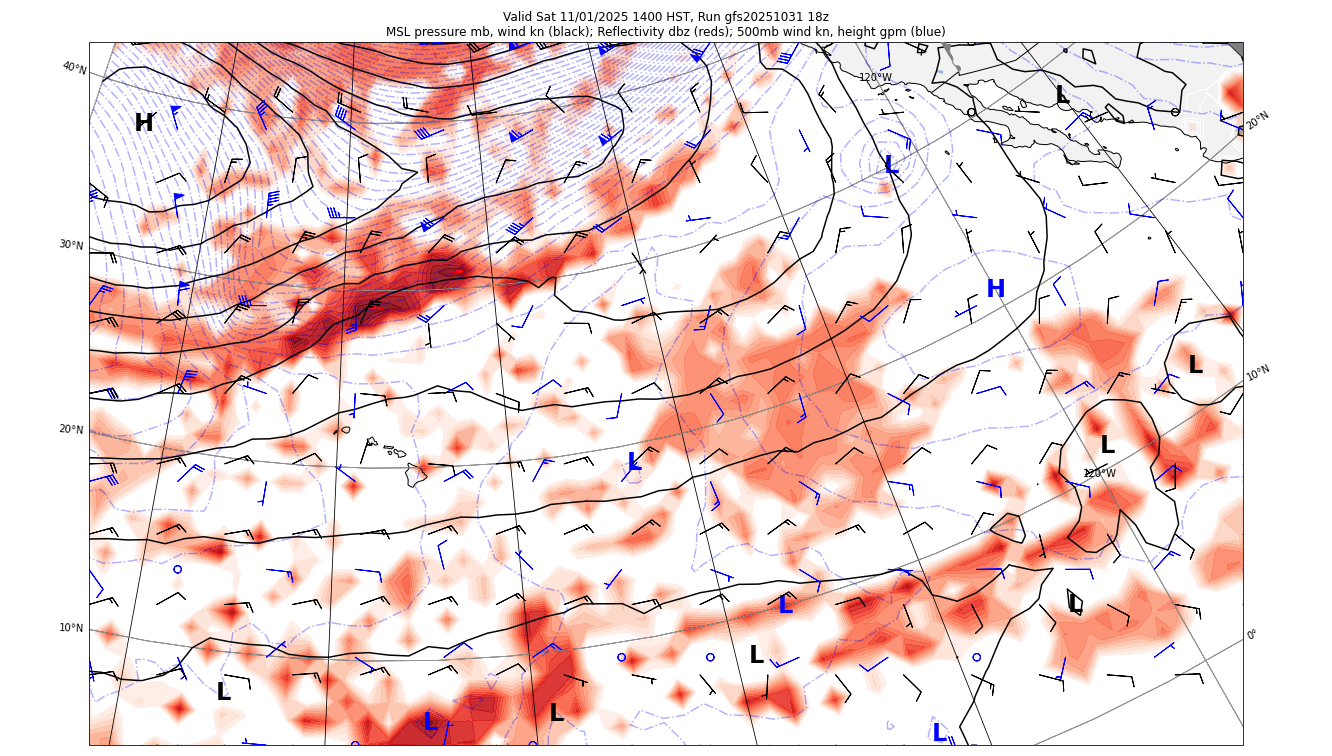 Valid Sat 11/01/2025 1400 HST, Run gfs20251031 18z
MSL pressure mb, wind kn (black); Reflectivity dbz (reds); 500mb wind kn, height gpm (blue)
40°N
120°W
L
20°N
H
L
30°N
H
L
10°N
20°N
L
L
120°W
L
L
10°N
0°
L
L
L
L
L